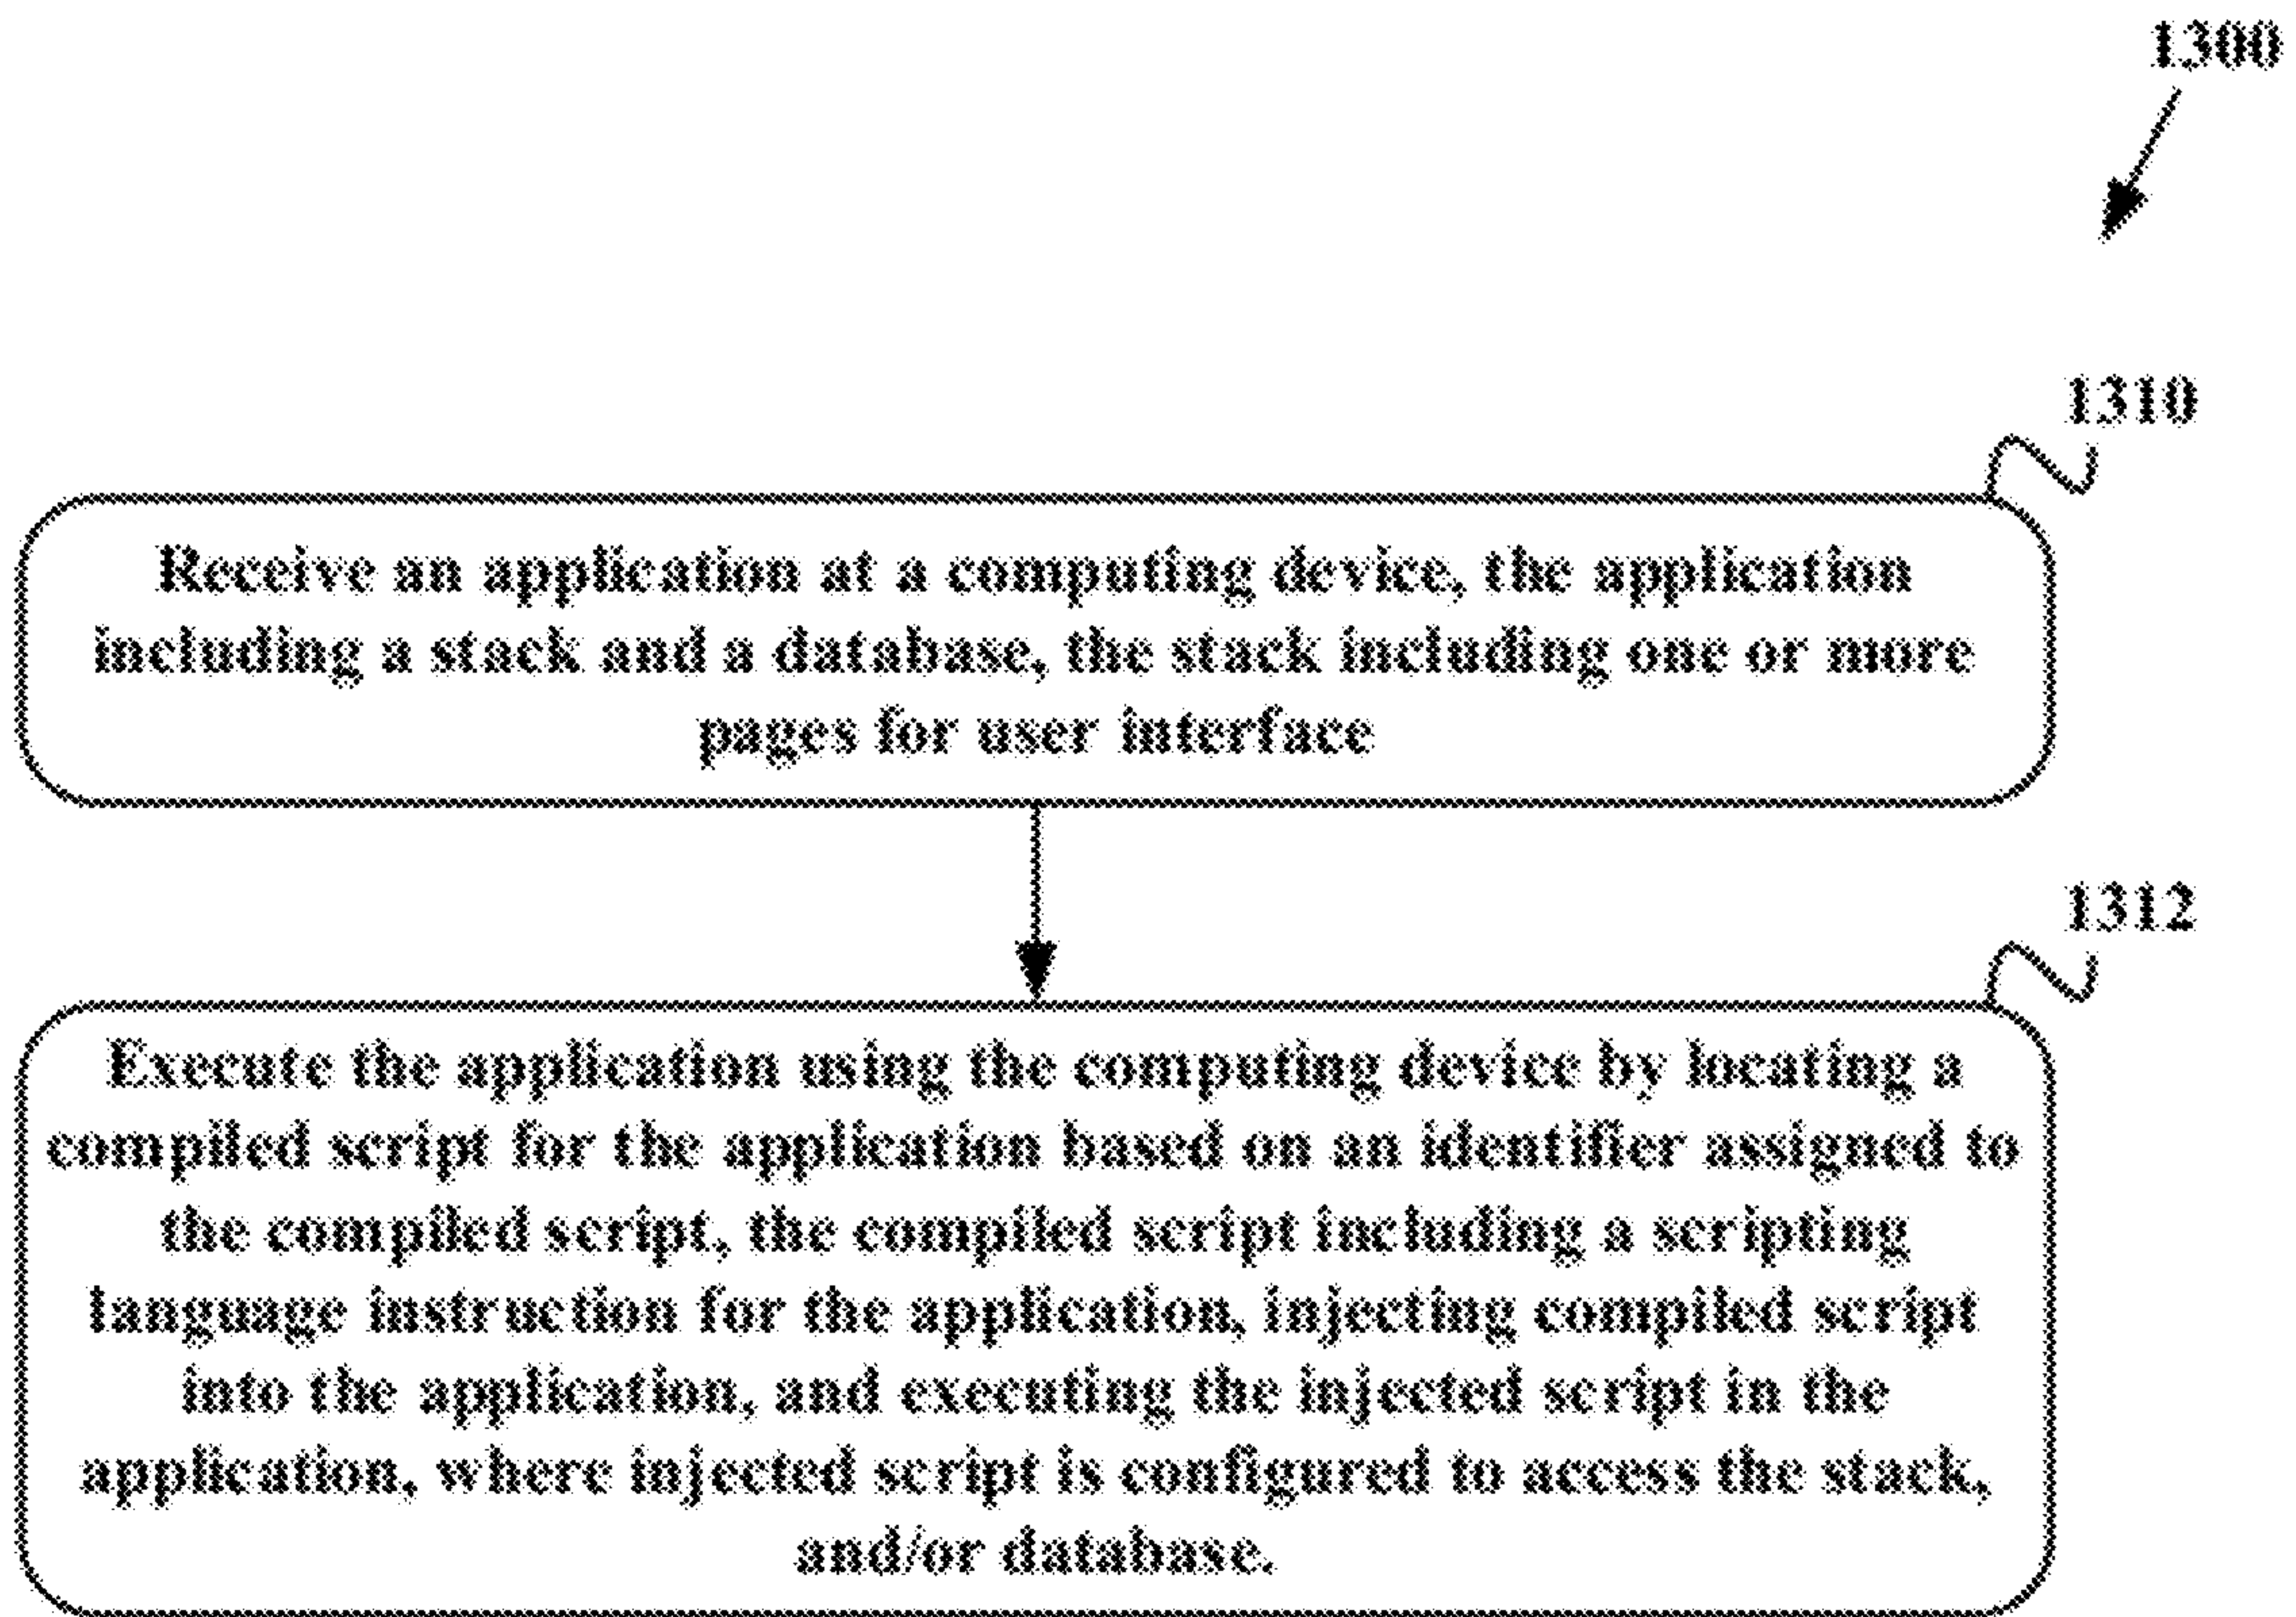 1300
1310
Receive an application at a computing device, the application
including a stack and a database, the stack including one or more
pages for user interface
1312
Execute the application using the computing device by locating a
compiled script for the application based on an identifier assigned to
the compiled script, the compiled script including a scripting
language instruction for the application, injecting compiled script
into the application, and executing the injected script in the
application, where injected script is configured to access the stack,
and/or database.